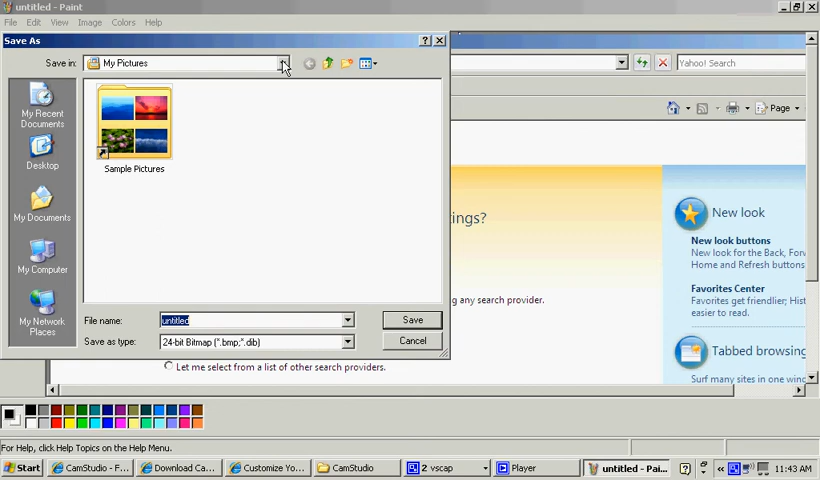 untitled - Paint
File Edit View Image Colors Help
Save As
Save in: My Pictures
Yahoo! Search
My Recent
Documents
Page
Desktop
Sample Pictures
My Documents
My Computer
My Network
Places
tings?
New look
New look buttons
New look for the Back, Forw
Home and Refresh buttons
ng any search provider.
Favorites Center
Favorites get friendlier; Hist
easier to read.
File name: untitled Save
Save as type: 24-bit Bitmap (*.bmp;*.dib) Cancel
Tabbed browsing
Let me select from a list of other search providers.
Surf many sites in one windo
For Help, click Help Topics on the Help Menu.
Start CamStudio - F... Download Ca... Customize Yo... CamStudio 2 vscap Player untitled - Pai... 11:43 AM